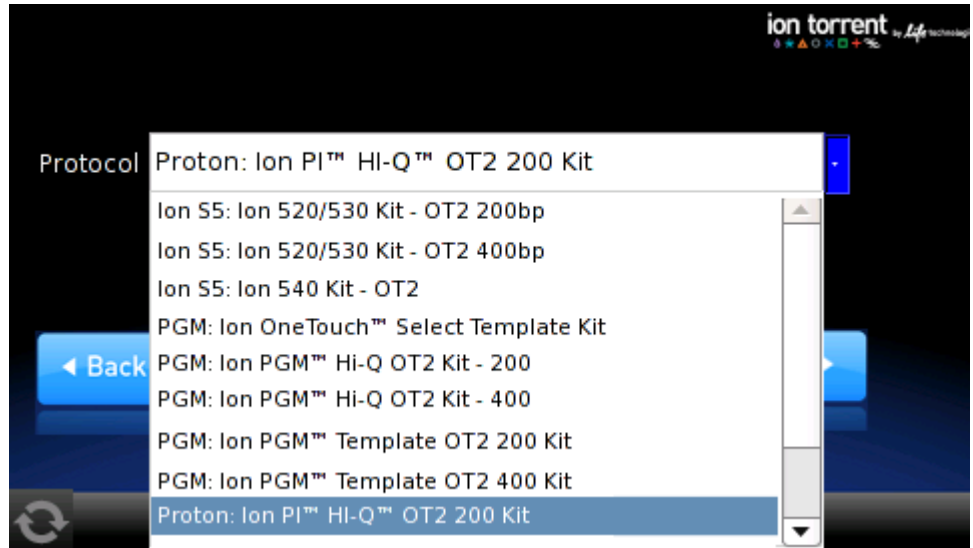 ion torrent
by Life technologi
Protocol Proton: Ion PI™ HI-Q™ OT2 200 Kit
Ion S5: Ion 520/530 Kit - OT2 200bp
Ion S5: Ion 520/530 Kit - OT2 400bp
Ion S5: Ion 540 Kit - OT2
PGM: Ion OneTouch™ Select Template Kit
PGM: Ion PGM™ Hi-Q OT2 Kit - 200
Back
PGM: Ion PGM™ Hi-Q OT2 Kit - 400
PGM: Ion PGM™ Template OT2 200 Kit
PGM: Ion PGM™ Template OT2 400 Kit
Proton: Ion PI™ HI-Q™ OT2 200 Kit